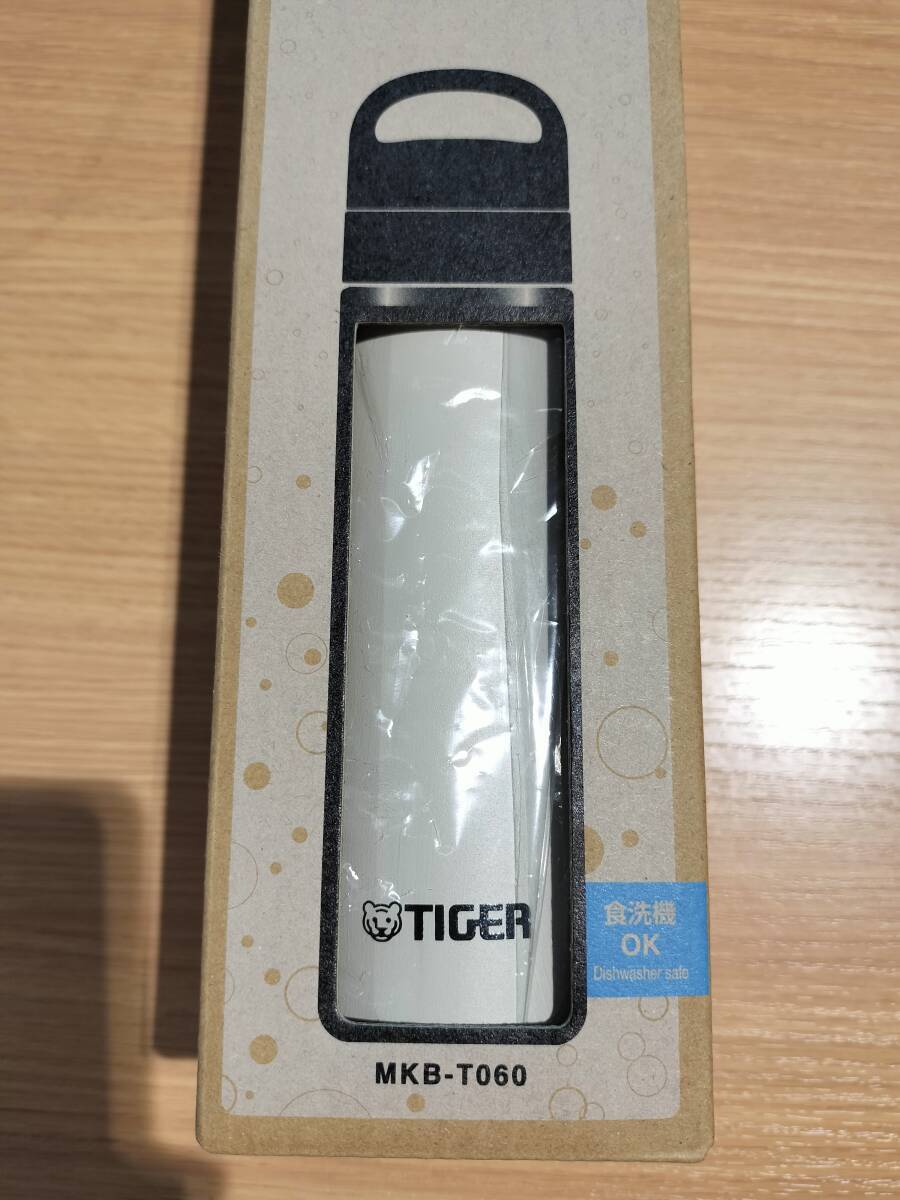 TIGER
食洗機
OK
Dishwasher safe
MKB-T060